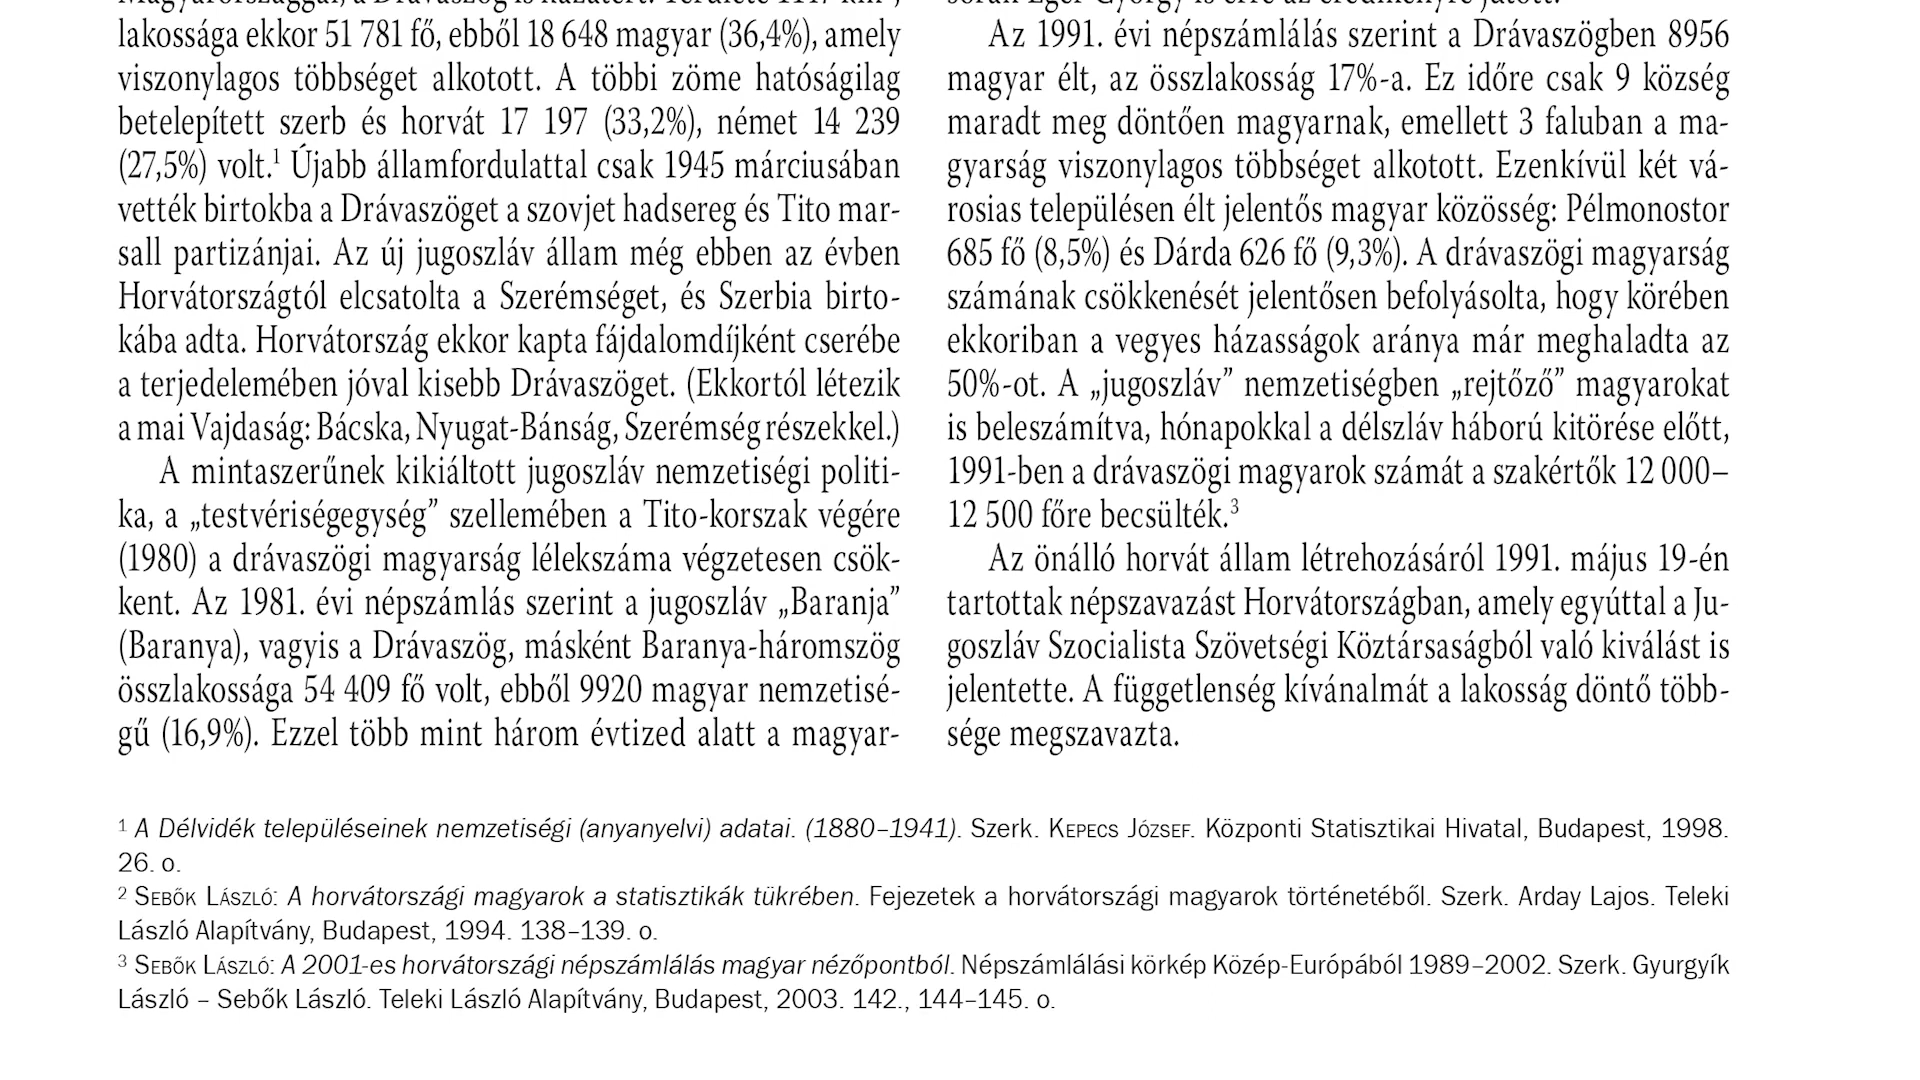 Magyarországgal, a Drávaszög is hazatért. Területe 1147 km²,
lakossága ekkor 51 781 fő, ebből 18 648 magyar (36,4%), amely
viszonylagos többséget alkotott. A többi zöme hatóságilag
betelepített szerb és horvát 17 197 (33,2%), német 14 239
(27,5%) volt.¹ Újabb államfordulattal csak 1945 márciusában
vették birtokba a Drávaszöget a szovjet hadsereg és Tito mar-
sall partizánjai. Az új jugoszláv állam még ebben az évben
Horvátországtól elcsatolta a Szerémséget, és Szerbia birto-
kába adta. Horvátország ekkor kapta fájdalomdíjként cserébe
a terjedelemében jóval kisebb Drávaszöget. (Ekkortól létezik
a mai Vajdaság: Bácska, Nyugat-Bánság, Szerémség részekkel.)
A mintaszerűnek kikiáltott jugoszláv nemzetiségi politi-
ka, a „testvériségegység” szellemében a Tito-korszak végére
(1980) a drávaszögi magyarság lélekszáma végzetesen csök-
kent. Az 1981. évi népszámlás szerint a jugoszláv „Baranja”
(Baranya), vagyis a Drávaszög, másként Baranya-háromszög
összlakossága 54 409 fő volt, ebből 9920 magyar nemzetisé-
gű (16,9%). Ezzel több mint három évtized alatt a magyar-
során Éger György is erre az eredményre jutott.²
Az 1991. évi népszámlálás szerint a Drávaszögben 8956
magyar élt, az összlakosság 17%-a. Ez időre csak 9 község
maradt meg döntően magyarnak, emellett 3 faluban a ma-
gyarság viszonylagos többséget alkotott. Ezenkívül két vá-
rosias településen élt jelentős magyar közösség: Pélmonostor
685 fő (8,5%) és Dárda 626 fő (9,3%). A drávaszögi magyarság
számának csökkenését jelentősen befolyásolta, hogy körében
ekkoriban a vegyes házasságok aránya már meghaladta az
50%-ot. A „jugoszláv” nemzetiségben „rejtőző” magyarokat
is beleszámítva, hónapokkal a délszláv háború kitörése előtt,
1991-ben a drávaszögi magyarok számát a szakértők 12 000–
12 500 főre becsülték.³
Az önálló horvát állam létrehozásáról 1991. május 19-én
tartottak népszavazást Horvátországban, amely egyúttal a Ju-
goszláv Szocialista Szövetségi Köztársaságból való kiválást is
jelentette. A függetlenség kívánalmát a lakosság döntő több-
sége megszavazta.
¹ A Délvidék településeinek nemzetiségi (anyanyelvi) adatai. (1880–1941). Szerk. Kepecs József. Központi Statisztikai Hivatal, Budapest, 1998.
26. o.
² Sebők László: A horvátországi magyarok a statisztikák tükrében. Fejezetek a horvátországi magyarok történetéből. Szerk. Arday Lajos. Teleki
László Alapítvány, Budapest, 1994. 138–139. o.
³ Sebők László: A 2001-es horvátországi népszámlálás magyar nézőpontból. Népszámlálási körkép Közép-Európából 1989–2002. Szerk. Gyurgyík
László – Sebők László. Teleki László Alapítvány, Budapest, 2003. 142., 144–145. o.